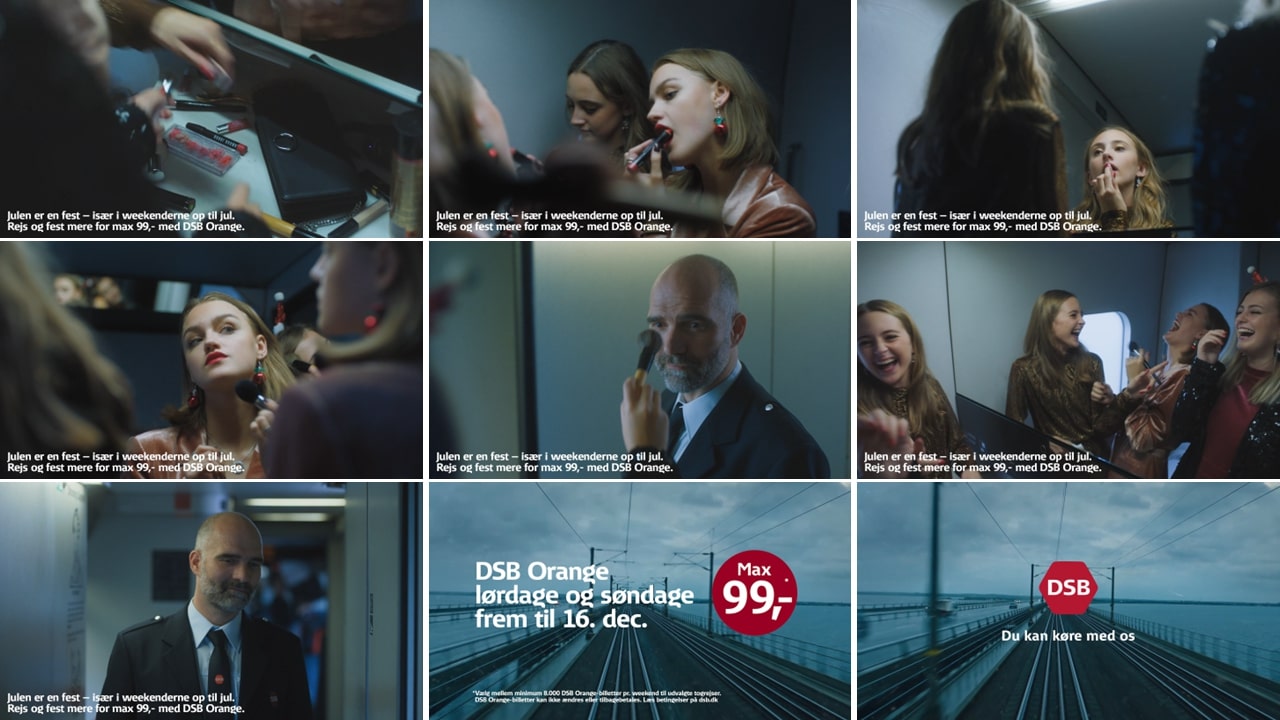 Julen er en fest – især i weekenderne op til jul.
Rejs og fest mere for max 99,- med DSB Orange.
Julen er en fest – især i weekenderne op til jul.
Rejs og fest mere for max 99,- med DSB Orange.
Julen er en fest – især i weekenderne op til jul.
Rejs og fest mere for max 99,- med DSB Orange.
Julen er en fest – især i weekenderne op til jul.
Rejs og fest mere for max 99,- med DSB Orange.
Julen er en fest – især i weekenderne op til jul.
Rejs og fest mere for max 99,- med DSB Orange.
Julen er en fest – især i weekenderne op til jul.
Rejs og fest mere for max 99,- med DSB Orange.
Julen er en fest – især i weekenderne op til jul.
Rejs og fest mere for max 99,- med DSB Orange.
DSB Orange
lørdage og søndage
frem til 16. dec.
Max
99,-*
*Vælg mellem minimum 8.000 DSB Orange-billetter pr. weekend til udvalgte togrejser.
DSB Orange-billetter kan ikke ændres eller tilbagebetales. Læs betingelser på dsb.dk
DSB
Du kan køre med os